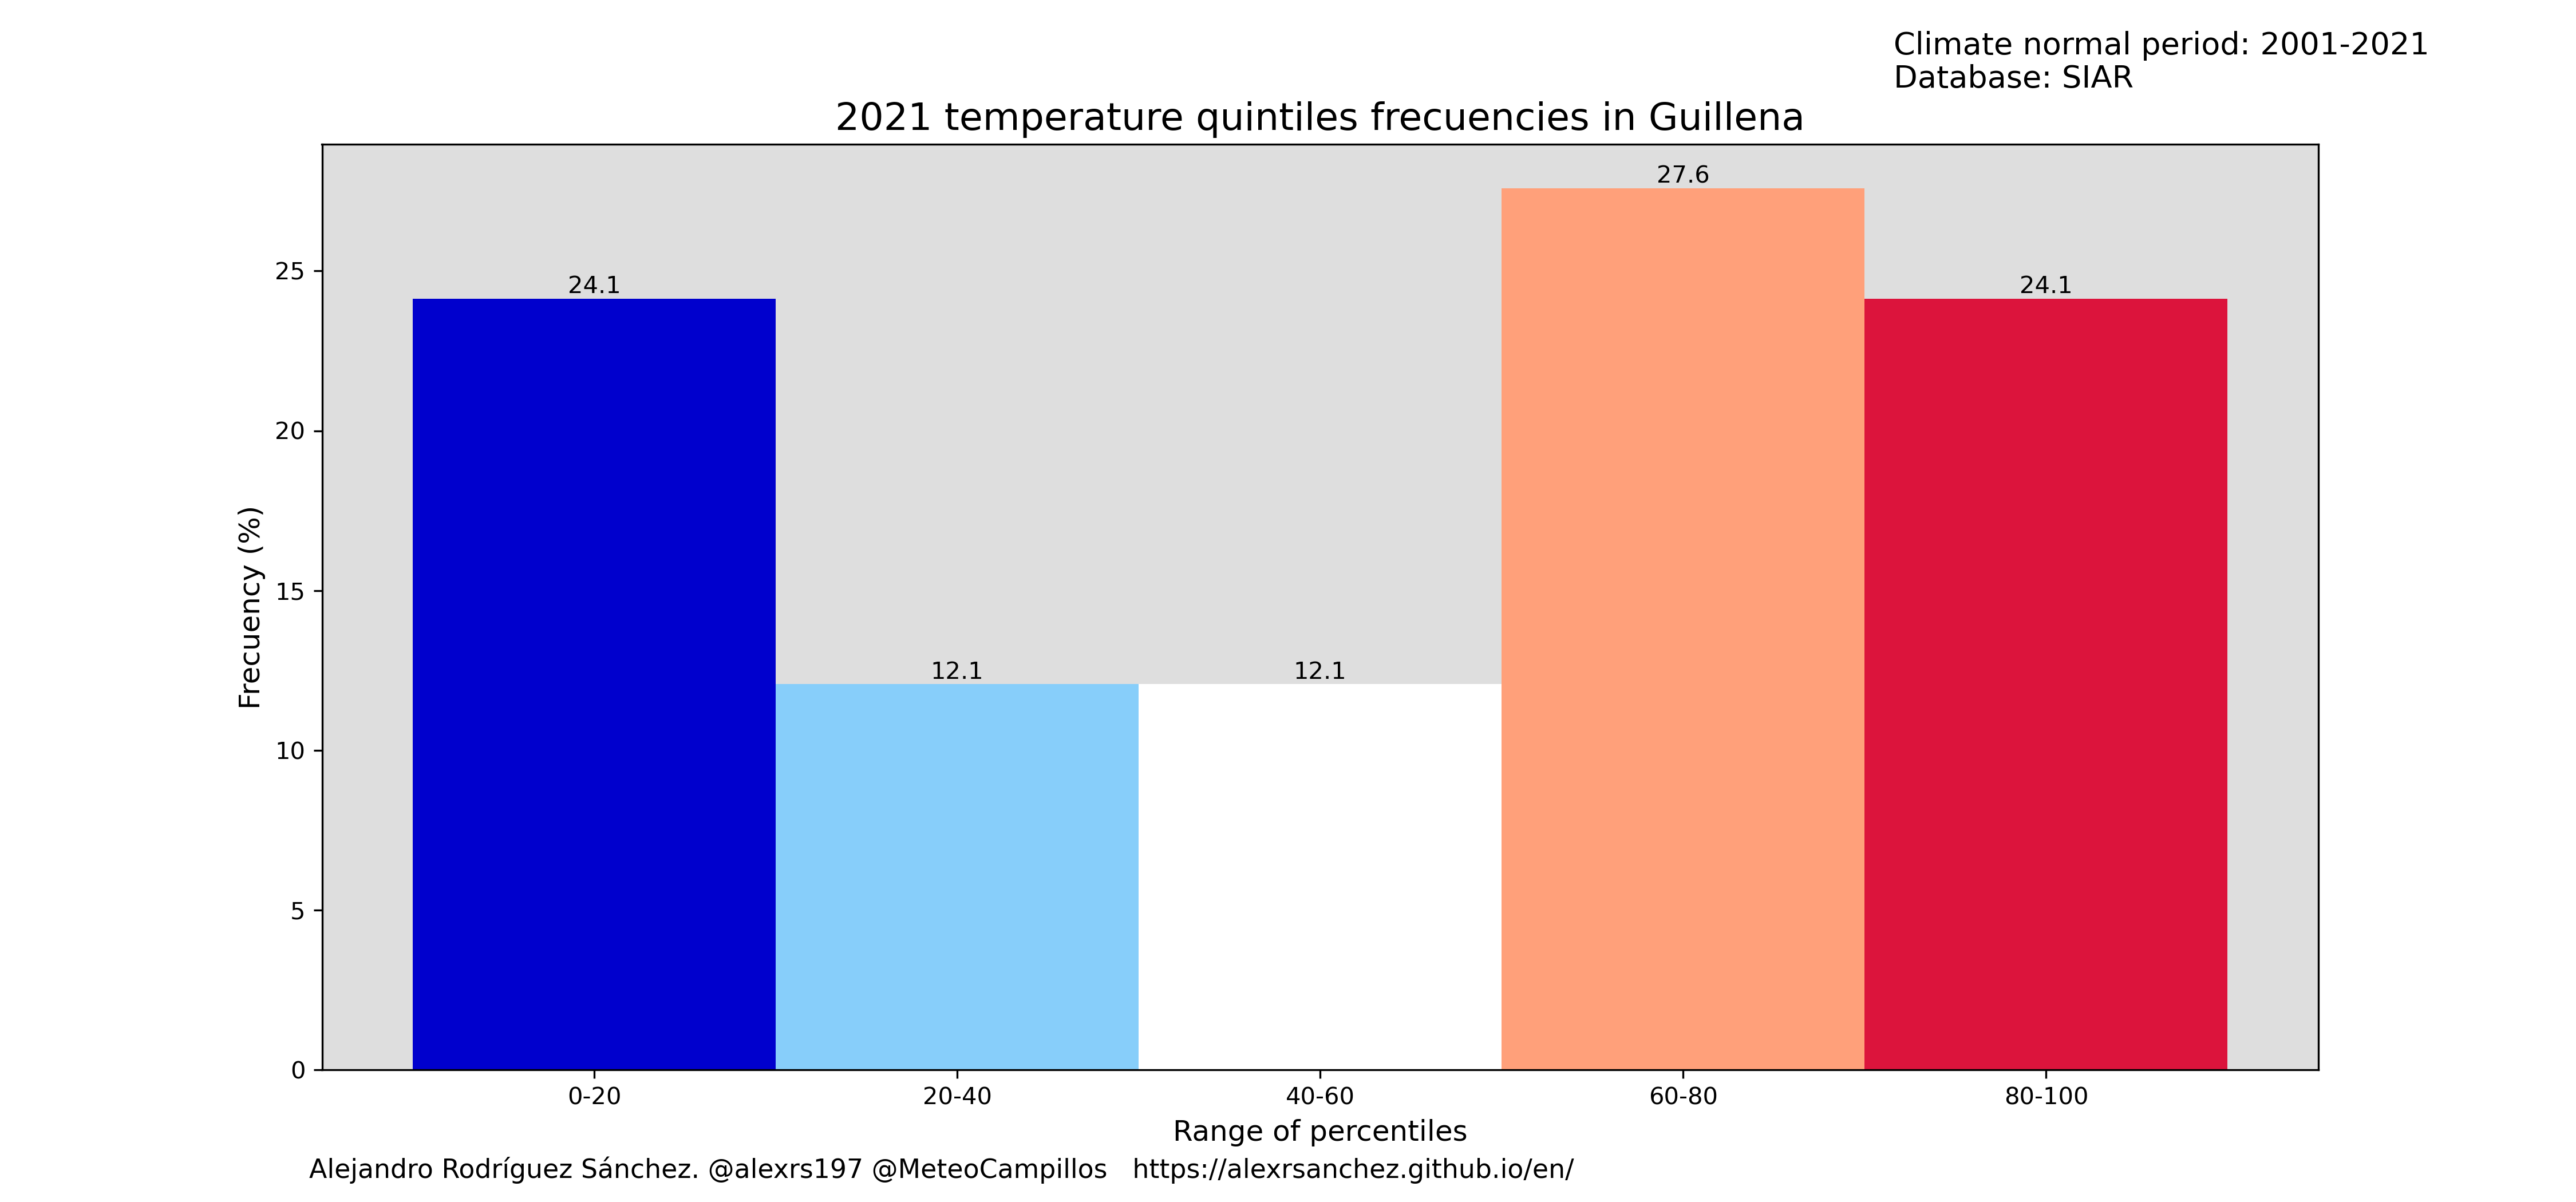 Climate normal period: 2001-2021
Database: SIAR
2021 temperature quintiles frecuencies in Guillena
27.6
24.1
24.1
12.1
12.1
25
20
15
10
5
0
Frecuency (%)
0-20
20-40
40-60
60-80
80-100
Range of percentiles
Alejandro Rodríguez Sánchez. @alexrs197 @MeteoCampillos https://alexrsanchez.github.io/en/